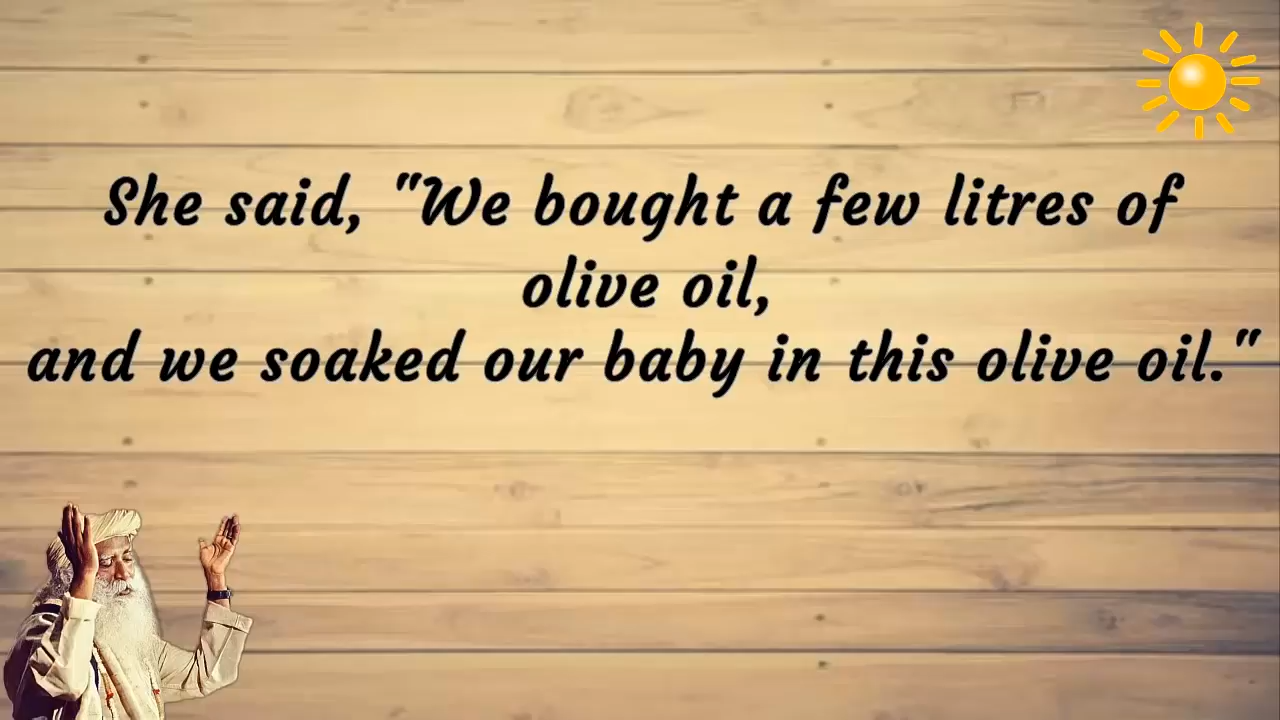 She said, "We bought a few litres of
olive oil,
and we soaked our baby in this olive oil."